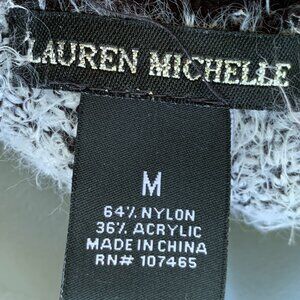 LAUREN MICHELLE
M
64% NYLON
36% ACRYLIC
MADE IN CHINA
RN# 107465